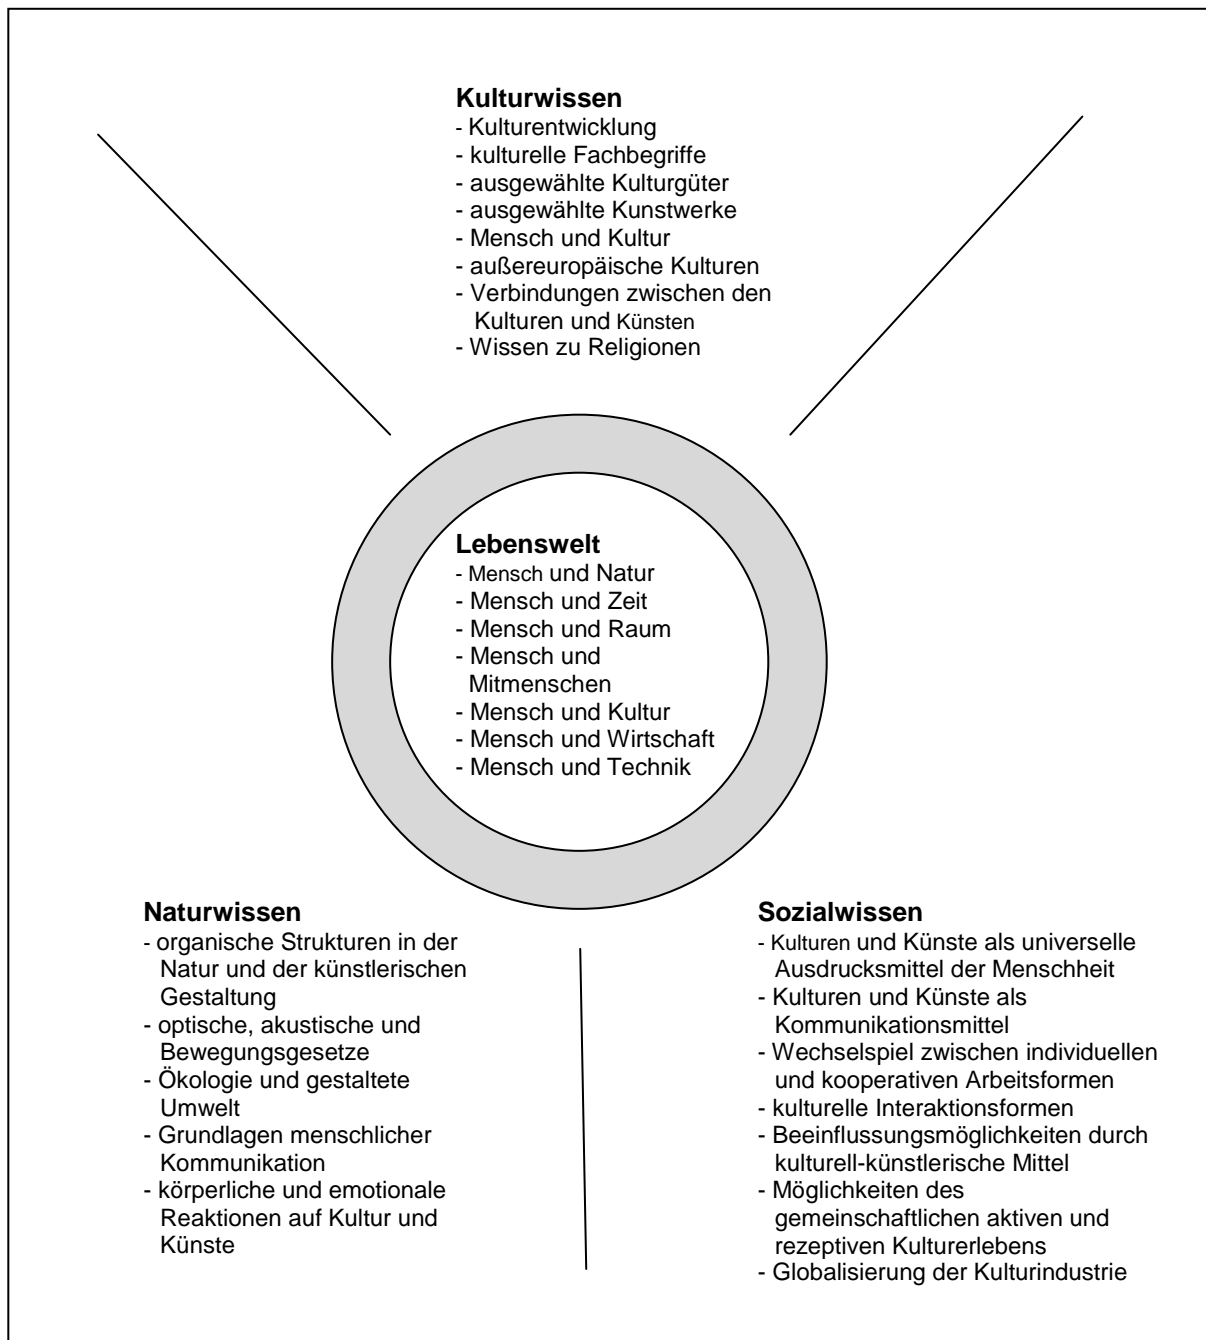 Kulturwissen
- Kulturentwicklung
- kulturelle Fachbegriffe
- ausgewählte Kulturgüter
- ausgewählte Kunstwerke
- Mensch und Kultur
- außereuropäische Kulturen
- Verbindungen zwischen den
Kulturen und Künsten
- Wissen zu Religionen
Lebenswelt
- Mensch und Natur
- Mensch und Zeit
- Mensch und Raum
- Mensch und
Mitmenschen
- Mensch und Kultur
- Mensch und Wirtschaft
- Mensch und Technik
Naturwissen
- organische Strukturen in der
Natur und der künstlerischen
Gestaltung
- optische, akustische und
Bewegungsgesetze
- Ökologie und gestaltete
Umwelt
- Grundlagen menschlicher
Kommunikation
- körperliche und emotionale
Reaktionen auf Kultur und
Künste
Sozialwissen
- Kulturen und Künste als universelle
Ausdrucksmittel der Menschheit
- Kulturen und Künste als
Kommunikationsmittel
- Wechselspiel zwischen individuellen
und kooperativen Arbeitsformen
- kulturelle Interaktionsformen
- Beeinflussungsmöglichkeiten durch
kulturell-künstlerische Mittel
- Möglichkeiten des
gemeinschaftlichen aktiven und
rezeptiven Kulturerlebens
- Globalisierung der Kulturindustrie